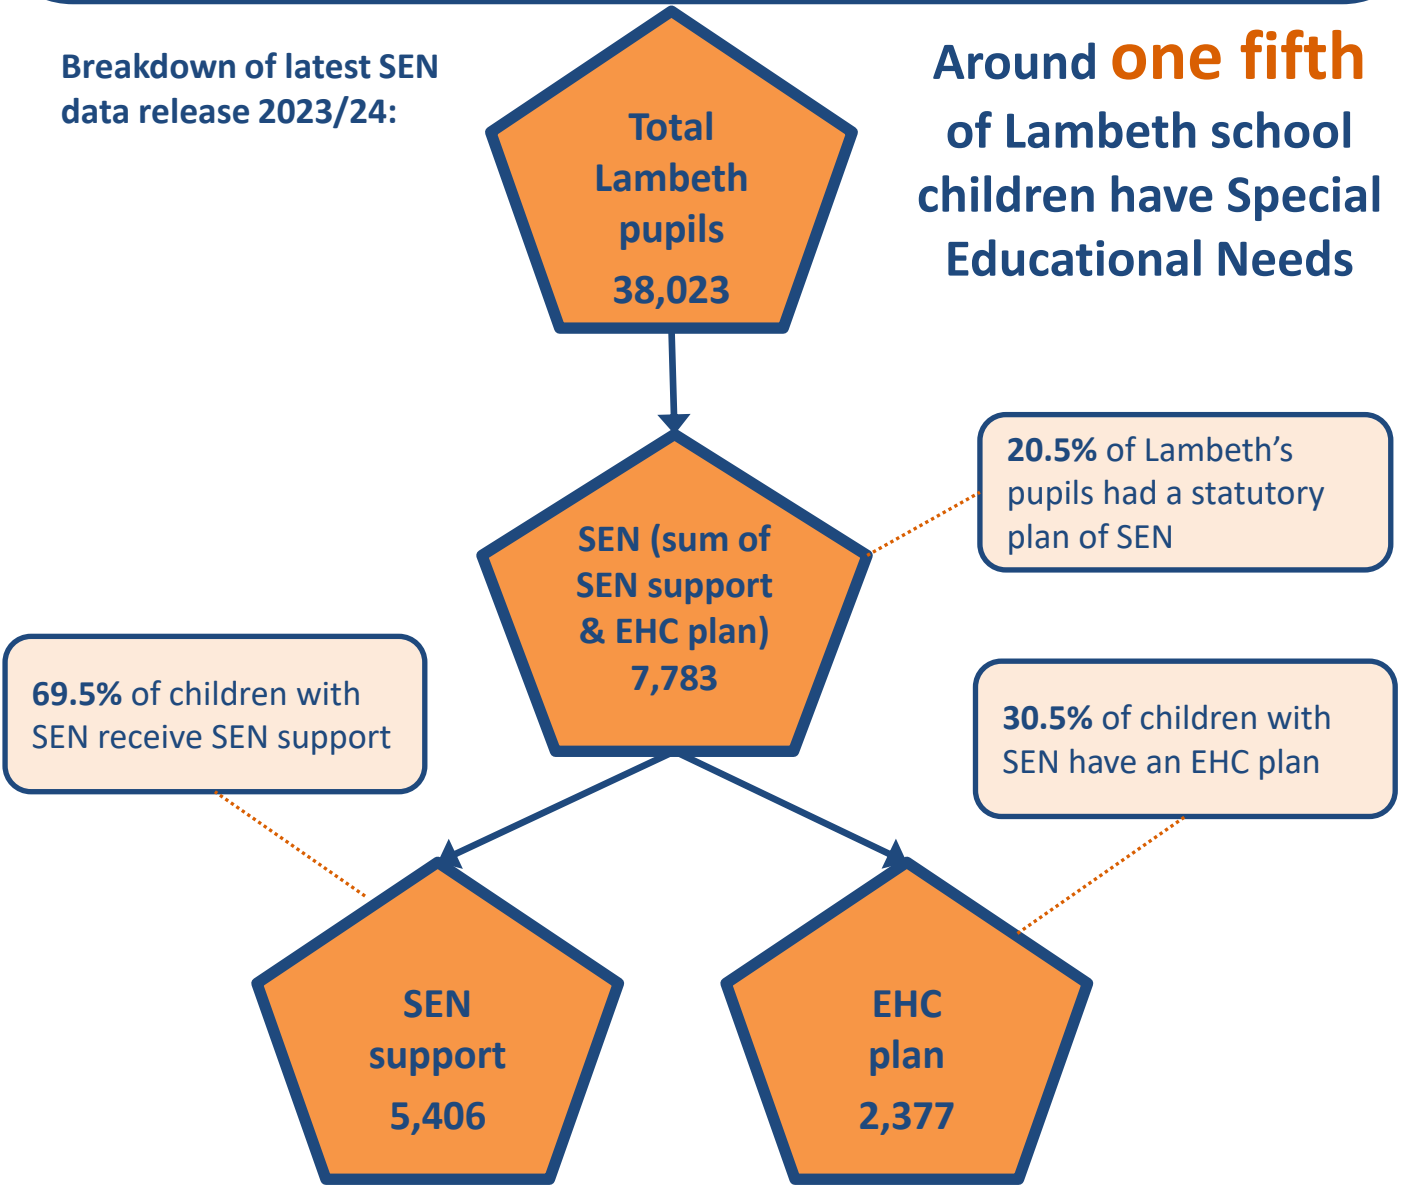 Breakdown of latest SEN
data release 2023/24:
Total
Lambeth
pupils
38,023
Around one fifth
of Lambeth school
children have Special
Educational Needs
20.5% of Lambeth’s
pupils had a statutory
plan of SEN
SEN (sum of
SEN support
& EHC plan)
7,783
69.5% of children with
SEN receive SEN support
30.5% of children with
SEN have an EHC plan
SEN
support
5,406
EHC
plan
2,377